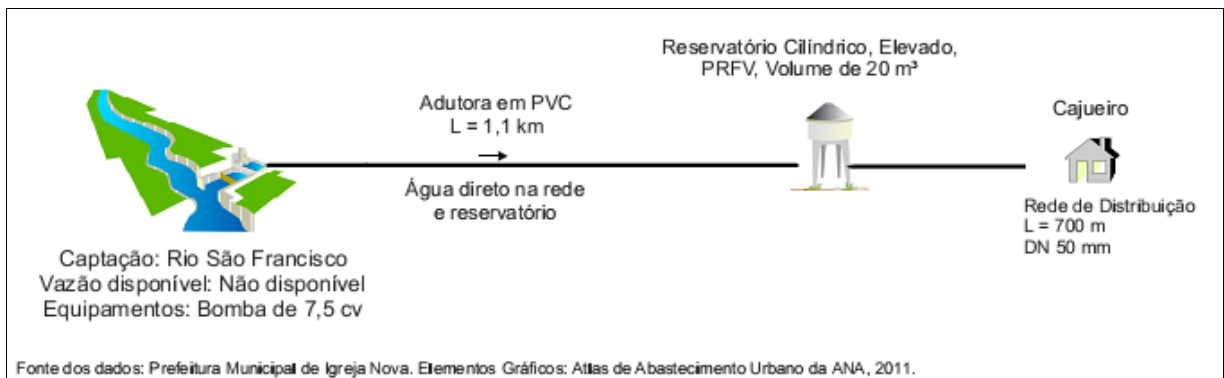 Reservatório Cilíndrico, Elevado,
PRFV, Volume de 20 m³
Adutora em PVC
L = 1,1 km
Cajueiro
Água direto na rede
e reservatório
Rede de Distribuição
L = 700 m
DN 50 mm
Captação: Rio São Francisco
Vazão disponível: Não disponível
Equipamentos: Bomba de 7,5 cv
Fonte dos dados: Prefeitura Municipal de Igreja Nova. Elementos Gráficos: Atlas de Abastecimento Urbano da ANA, 2011.